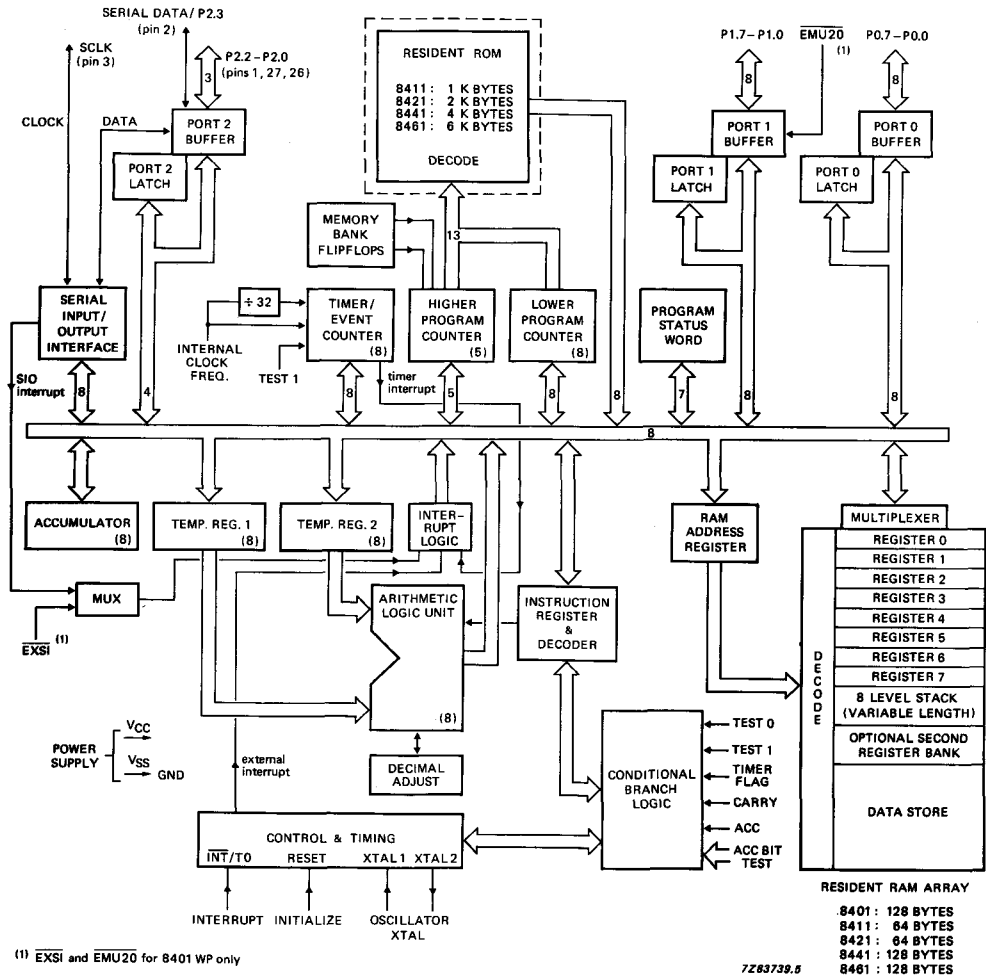 SERIAL DATA/ P2.3
(pin 2)
SCLK
(pin 3)
P2.2–P2.0
(pins 1, 27, 26)
3
CLOCK
DATA
PORT 2
BUFFER
PORT 2
LATCH
RESIDENT ROM
8411: 1 K BYTES
8421: 2 K BYTES
8441: 4 K BYTES
8461: 6 K BYTES
DECODE
P1.7–P1.0
EMU20
(1)
P0.7–P0.0
8
8
PORT 1
BUFFER
PORT 0
BUFFER
PORT 1
LATCH
PORT 0
LATCH
MEMORY
BANK
FLIPFLOPS
13
÷ 32
TIMER/
EVENT
COUNTER
(8)
HIGHER
PROGRAM
COUNTER
(5)
LOWER
PROGRAM
COUNTER
(8)
PROGRAM
STATUS
WORD
SERIAL
INPUT/
OUTPUT
INTERFACE
INTERNAL
CLOCK
FREQ.
TEST 1
SIO
interrupt
timer
interrupt
8
4
8
5
8
8
7
8
8
8
ACCUMULATOR
(8)
TEMP. REG. 1
(8)
TEMP. REG. 2
(8)
INTER–
RUPT
LOGIC
RAM
ADDRESS
REGISTER
MULTIPLEXER
REGISTER 0
REGISTER 1
REGISTER 2
REGISTER 3
REGISTER 4
REGISTER 5
REGISTER 6
REGISTER 7
8 LEVEL STACK
(VARIABLE LENGTH)
OPTIONAL SECOND
REGISTER BANK
DATA STORE
DECODE
MUX
EXSI (1)
ARITHMETIC
LOGIC UNIT
(8)
INSTRUCTION
REGISTER
&
DECODER
POWER
SUPPLY
VCC
VSS
GND
external
interrupt
DECIMAL
ADJUST
CONDITIONAL
BRANCH
LOGIC
TEST 0
TEST 1
TIMER
FLAG
CARRY
ACC
ACC BIT
TEST
CONTROL & TIMING
INT/T0 RESET XTAL 1 XTAL 2
INTERRUPT INITIALIZE OSCILLATOR
XTAL
RESIDENT RAM ARRAY
8401: 128 BYTES
8411: 64 BYTES
8421: 64 BYTES
8441: 128 BYTES
8461: 128 BYTES
(1) EXSI and EMU20 for 8401 WP only
7Z83739.5